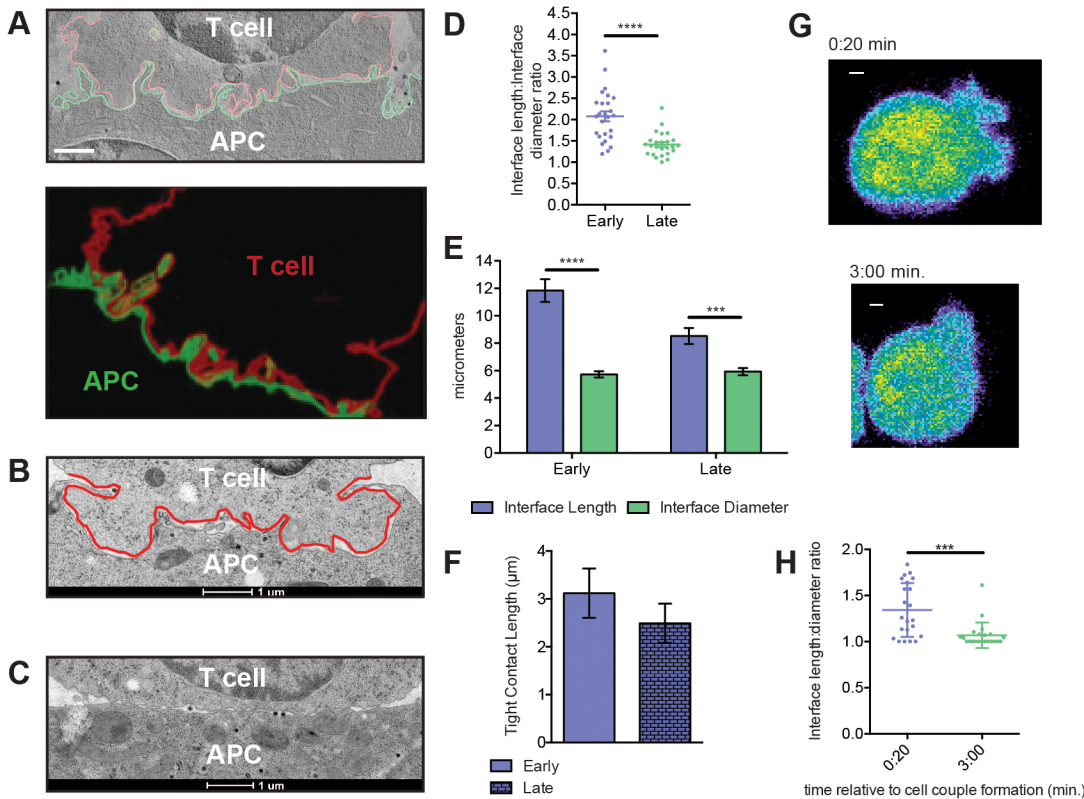 A
T cell
APC
T cell
APC
B
T cell
APC
1 um
C
T cell
APC
1 um
D
****
Interface length:Interface
diameter ratio
4.5
4.0
3.5
3.0
2.5
2.0
1.5
1.0
0.5
0.0
Early
Late
E
****
***
micrometers
14
12
10
8
6
4
2
0
Early
Late
Interface Length
Interface Diameter
F
Tight Contact Length (µm)
4
3
2
1
0
Early
Late
G
0:20 min
3:00 min.
H
***
Interface length:diameter ratio
2.0
1.5
1.0
0.5
0.0
0:20
3:00
time relative to cell couple formation (min.)